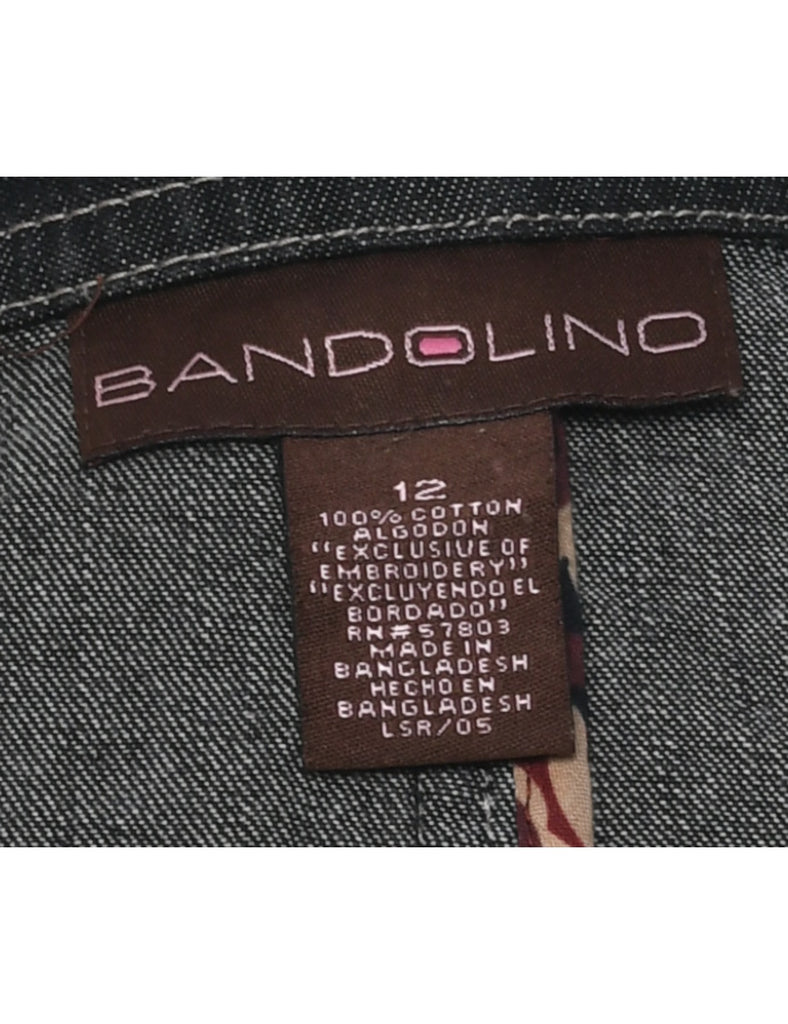 BANDOLINO
12
100% COTTON
ALGODON
"EXCLUSIVE OF
EMBROIDERY"
"EXCLUYENDO EL
BORDADO"
RN#57803
MADE IN
BANGLADESH
HECHO EN
BANGLADESH
LSR/05